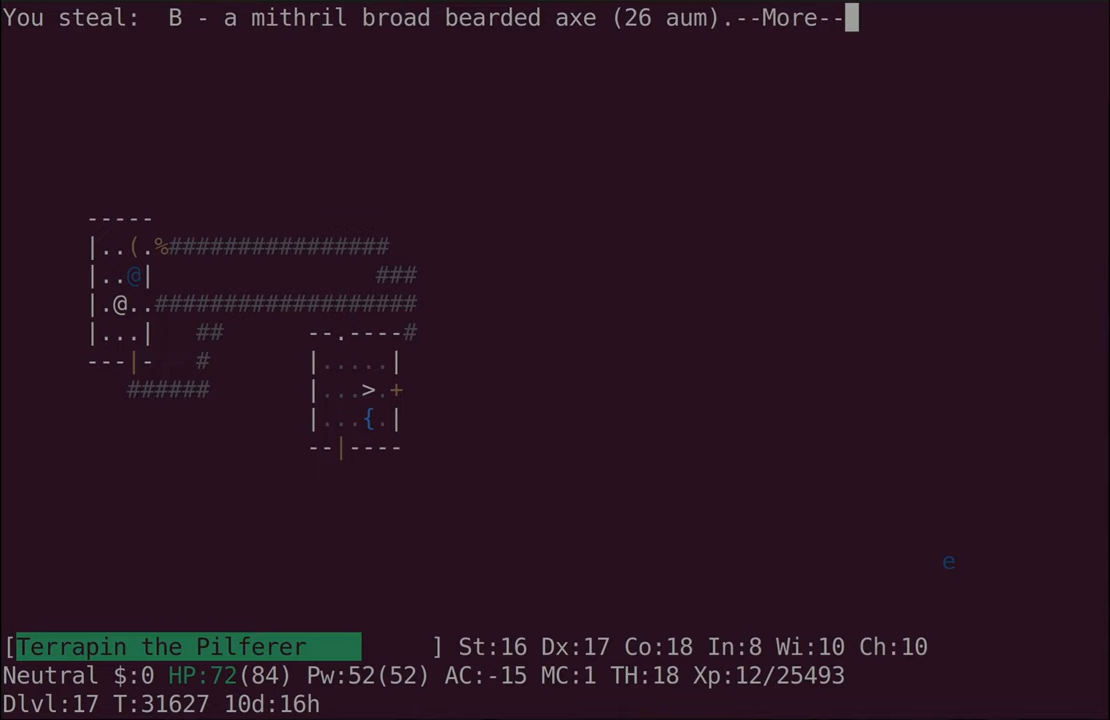 You steal:  B - a mithril broad bearded axe (26 aum).--More--
-----
|..(.%################
|..@|                ###
|.@..###################
|...|   ##      --.----#
---|-   #       |.....|
######          |...>.+
|...{.|
--|----
e
[Terrapin the Pilferer         ] St:16 Dx:17 Co:18 In:8 Wi:10 Ch:10
Neutral $:0 HP:72(84) Pw:52(52) AC:-15 MC:1 TH:18 Xp:12/25493
Dlvl:17 T:31627 10d:16h